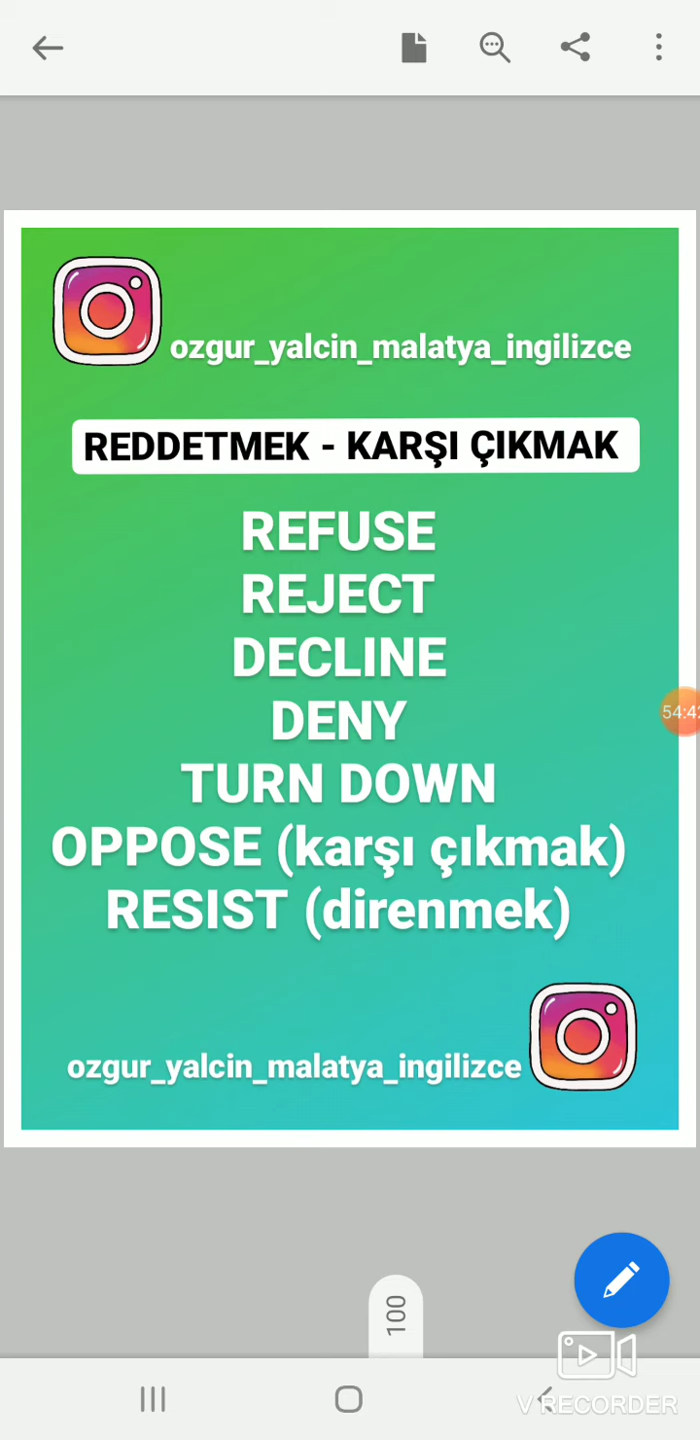 ozgur_yalcin_malatya_ingilizce
REDDETMEK - KARŞI ÇIKMAK
REFUSE
REJECT
DECLINE
DENY
TURN DOWN
OPPOSE (karşı çıkmak)
RESIST (direnmek)
ozgur_yalcin_malatya_ingilizce
100
V RECORDER